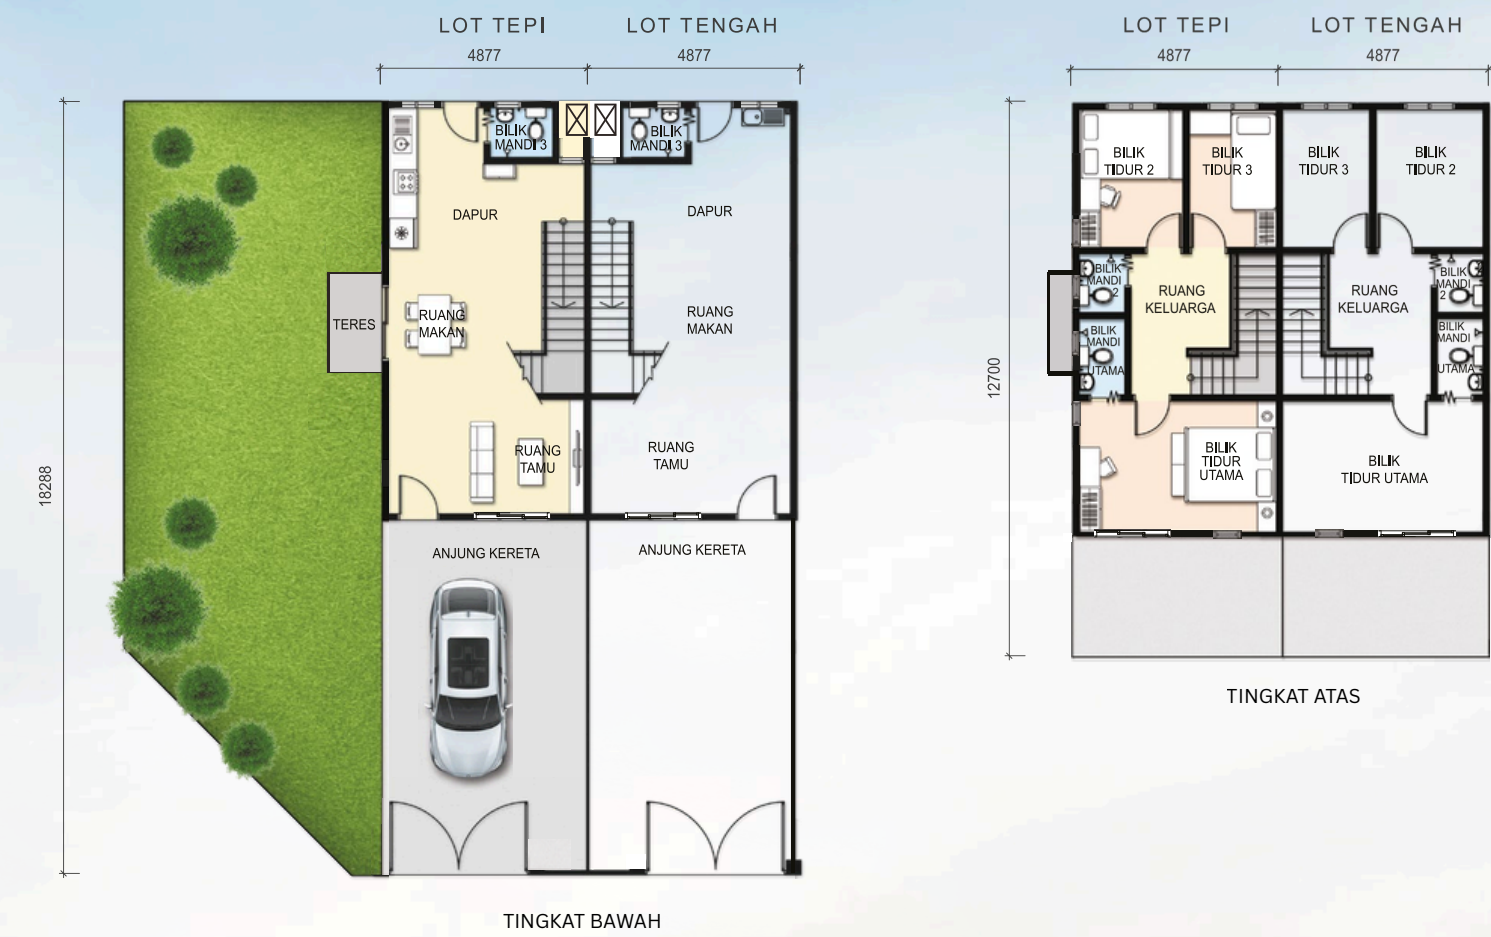 LOT TEPI
LOT TENGAH
4877
4877
BILIK
MANDI 3
BILIK
MANDI 3
DAPUR
DAPUR
TERES
RUANG
MAKAN
RUANG
MAKAN
RUANG
TAMU
RUANG
TAMU
18288
ANJUNG KERETA
ANJUNG KERETA
TINGKAT BAWAH
LOT TEPI
LOT TENGAH
4877
4877
BILIK
TIDUR 2
BILIK
TIDUR 3
BILIK
TIDUR 3
BILIK
TIDUR 2
BILIK
MANDI
2
RUANG
KELUARGA
RUANG
KELUARGA
BILIK
MANDI
2
BILIK
MANDI
UTAMA
BILIK
MANDI
UTAMA
12700
BILIK
TIDUR
UTAMA
BILIK
TIDUR UTAMA
TINGKAT ATAS